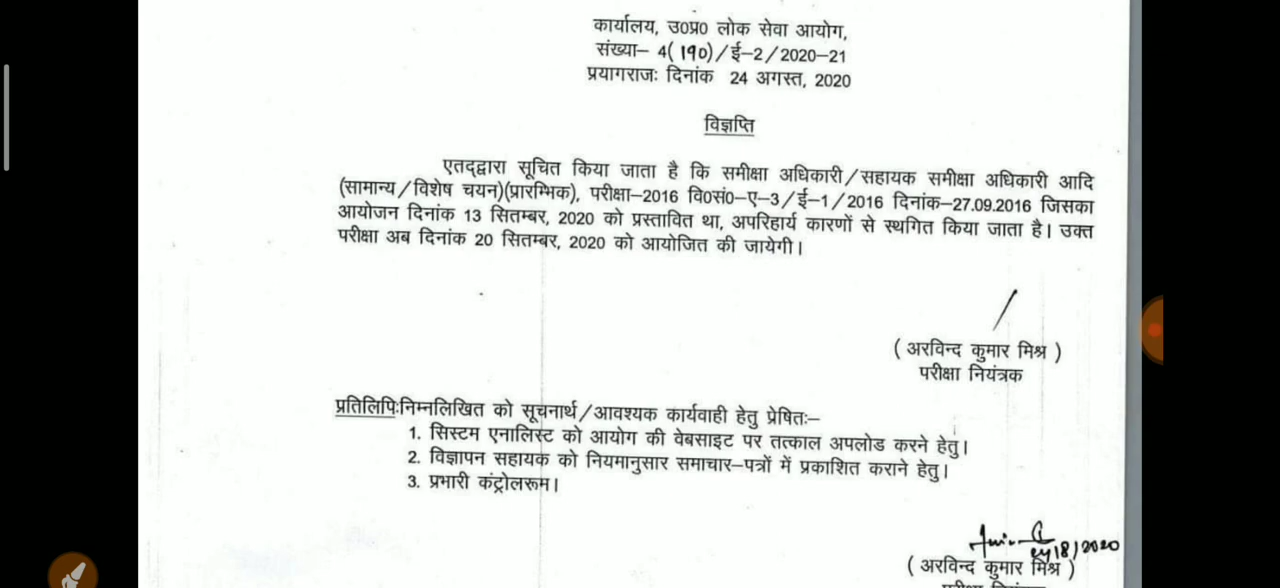 कार्यालय, उ0प्र0 लोक सेवा आयोग,
संख्या– 4(190)/ई–2/2020–21
प्रयागराजः दिनांक 24 अगस्त, 2020
विज्ञप्ति
एतद्द्वारा सूचित किया जाता है कि समीक्षा अधिकारी/सहायक समीक्षा अधिकारी आदि
(सामान्य/विशेष चयन)(प्रारम्भिक), परीक्षा–2016 वि0सं0–ए–3/ई–1/2016 दिनांक–27.09.2016 जिसका
आयोजन दिनांक 13 सितम्बर, 2020 को प्रस्तावित था, अपरिहार्य कारणों से स्थगित किया जाता है। उक्त
परीक्षा अब दिनांक 20 सितम्बर, 2020 को आयोजित की जायेगी।
( अरविन्द कुमार मिश्र )
परीक्षा नियंत्रक
प्रतिलिपिःनिम्नलिखित को सूचनार्थ/आवश्यक कार्यवाही हेतु प्रेषितः–
1. सिस्टम एनालिस्ट को आयोग की वेबसाइट पर तत्काल अपलोड करने हेतु।
2. विज्ञापन सहायक को नियमानुसार समाचार–पत्रों में प्रकाशित कराने हेतु।
3. प्रभारी कंट्रोलरूम।
24/8/2020
( अरविन्द कुमार मिश्र )